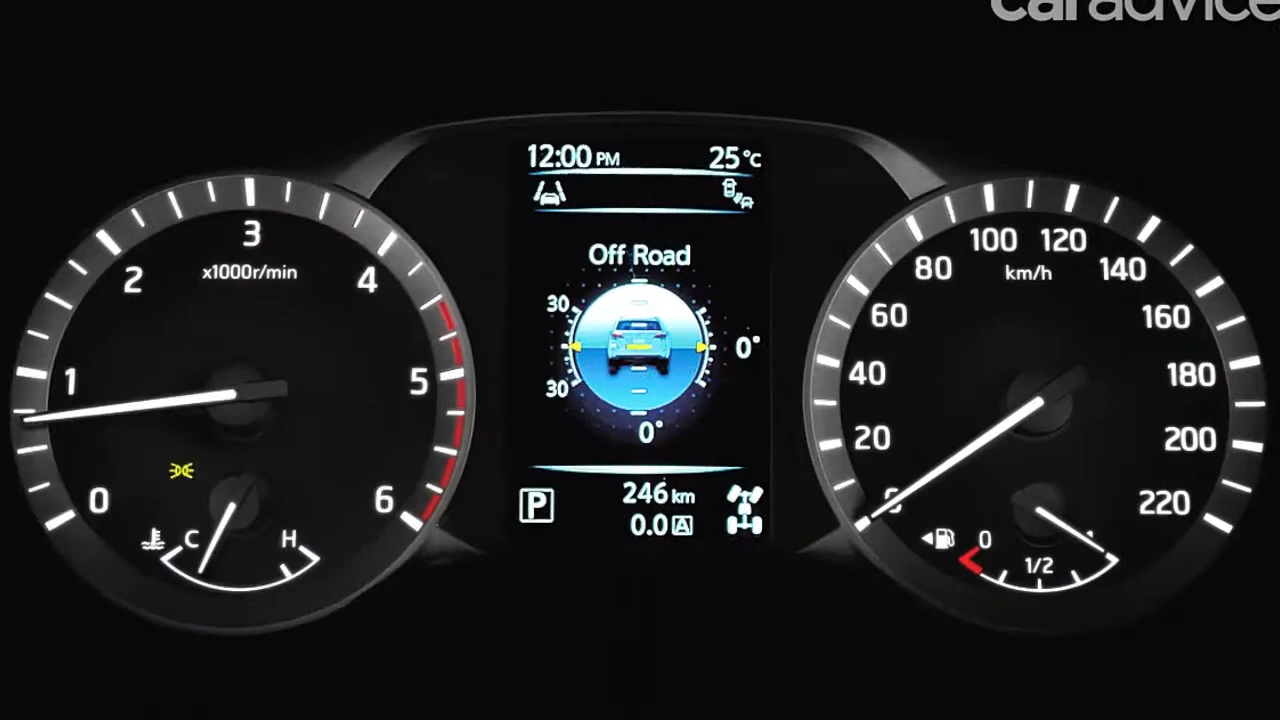 caradvice
12:00 PM
25°C
Off Road
30
30
0°
0°
P
246 km
0.0 A
0
1
2
3
4
5
6
x1000r/min
C
H
0
20
40
60
80
100
120
140
160
180
200
220
km/h
0
1/2